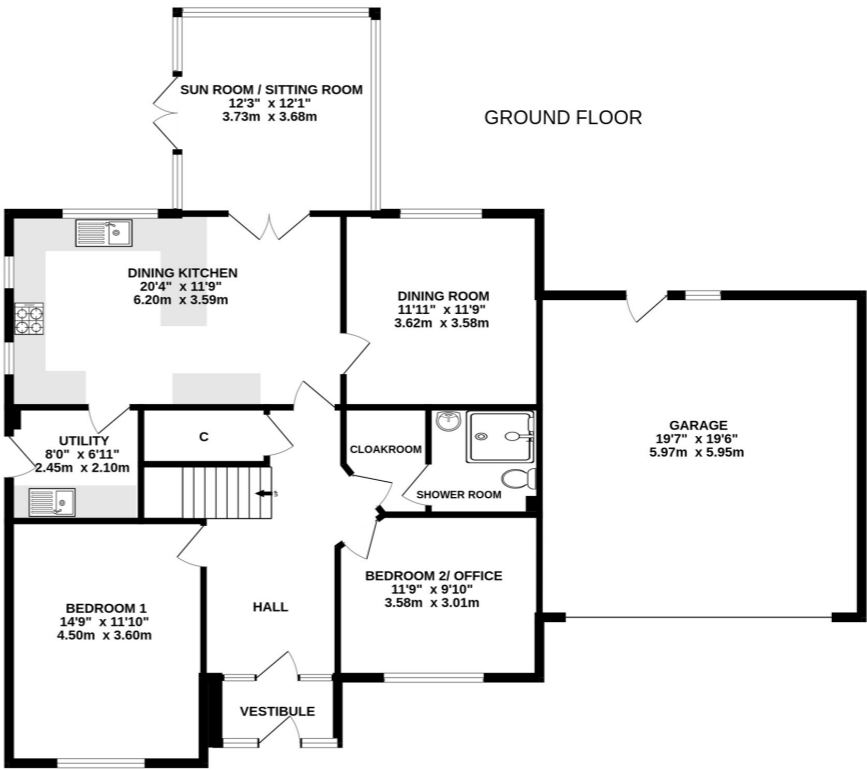 SUN ROOM / SITTING ROOM
12'3" x 12'1"
3.73m x 3.68m
GROUND FLOOR
DINING KITCHEN
20'4" x 11'9"
6.20m x 3.59m
DINING ROOM
11'11" x 11'9"
3.62m x 3.58m
GARAGE
19'7" x 19'6"
5.97m x 5.95m
UTILITY
8'0" x 6'11"
2.45m x 2.10m
C
CLOAKROOM
SHOWER ROOM
BEDROOM 2/ OFFICE
11'9" x 9'10"
3.58m x 3.01m
HALL
BEDROOM 1
14'9" x 11'10"
4.50m x 3.60m
VESTIBULE